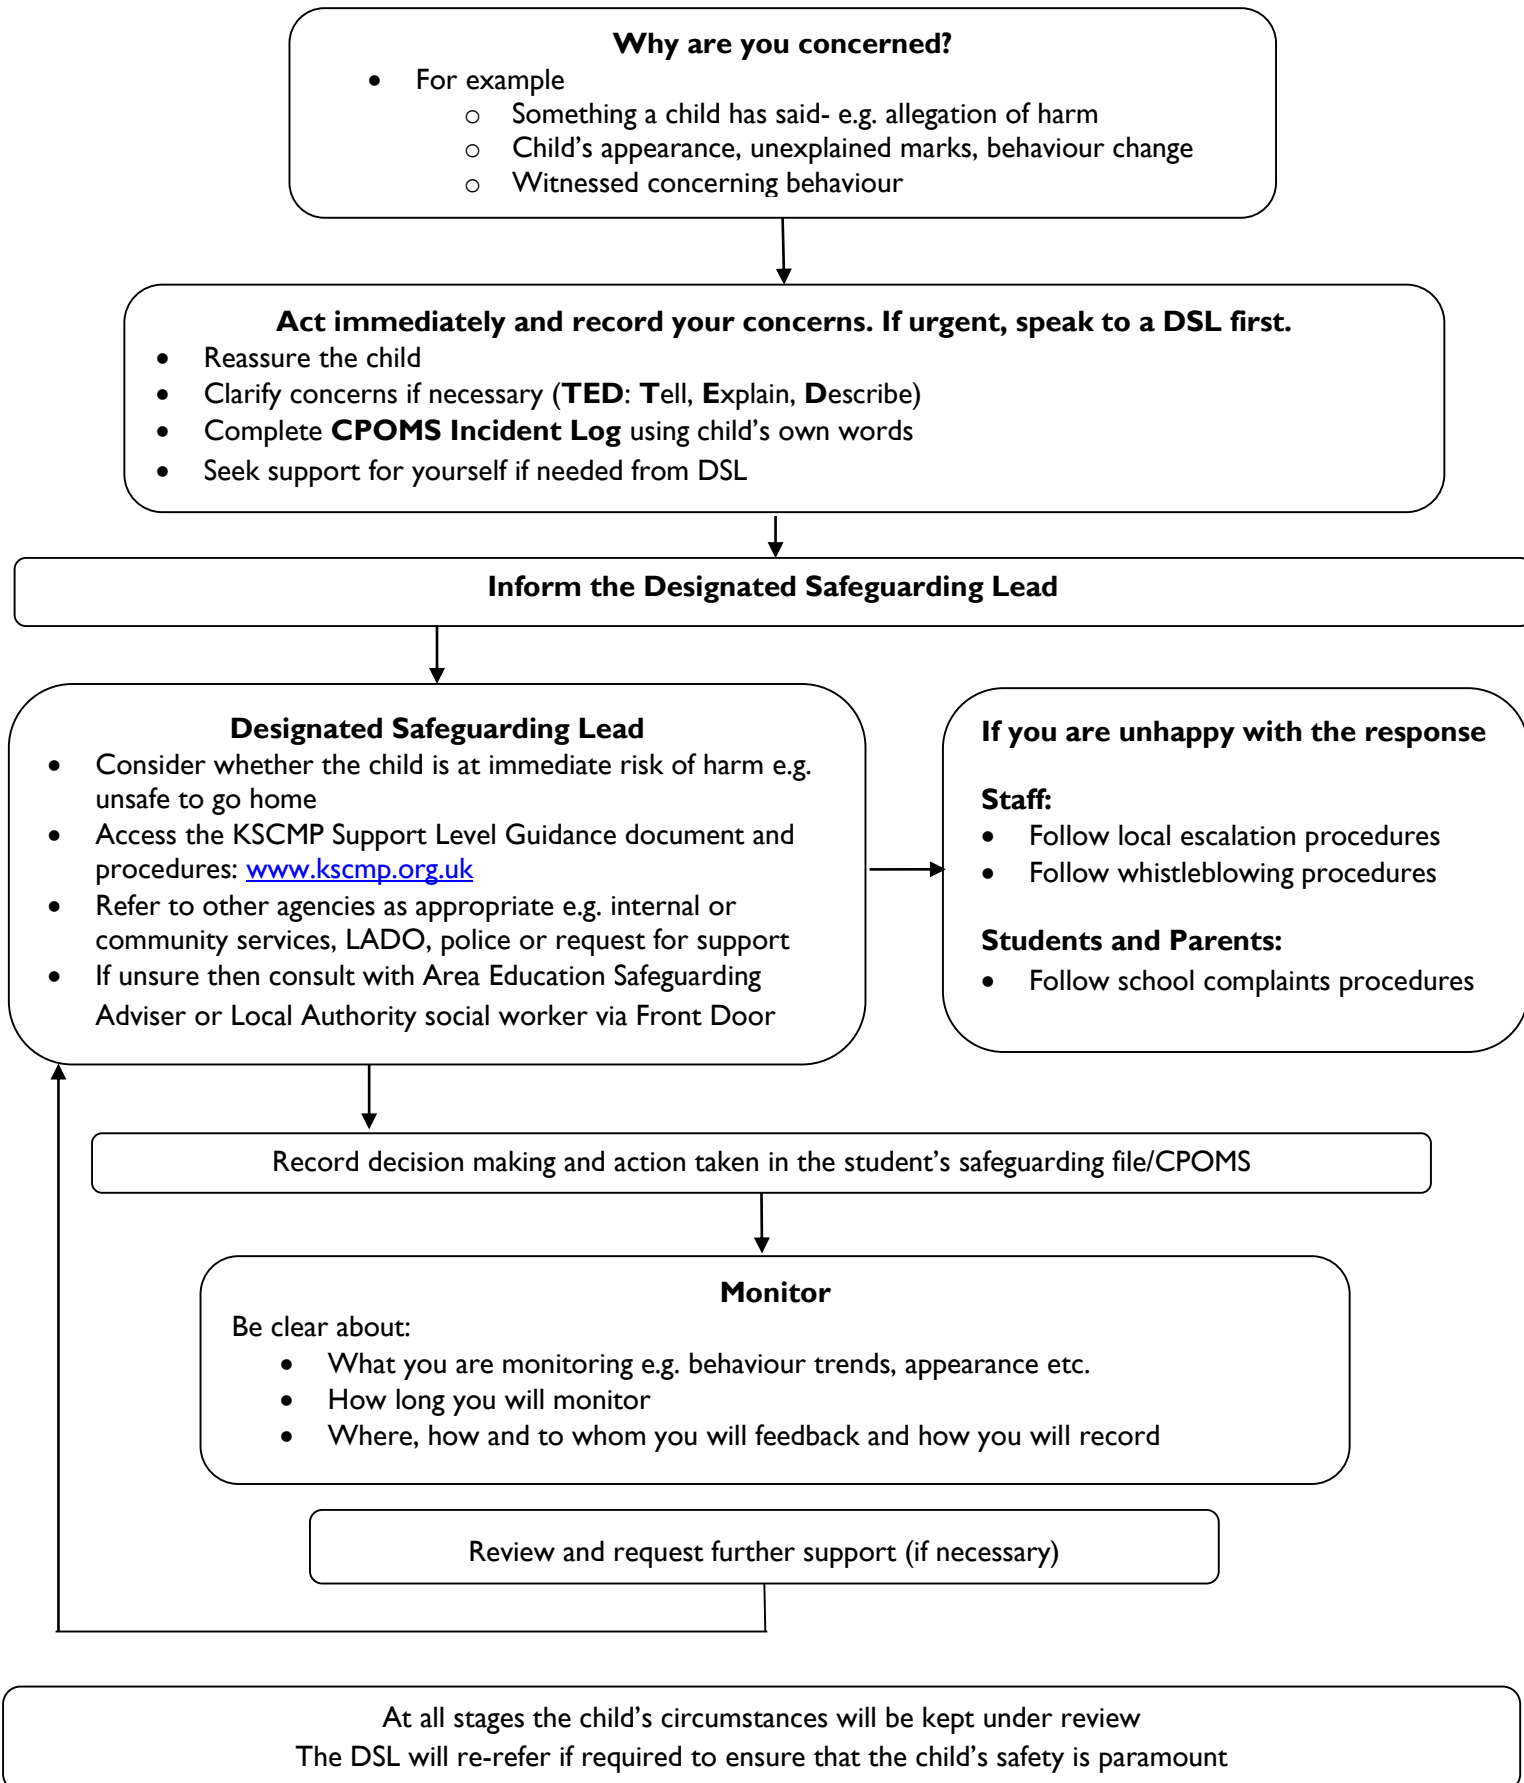 Why are you concerned?
• For example
o Something a child has said- e.g. allegation of harm
o Child's appearance, unexplained marks, behaviour change
o Witnessed concerning behaviour
Act immediately and record your concerns. If urgent, speak to a DSL first.
• Reassure the child
• Clarify concerns if necessary (TED: Tell, Explain, Describe)
• Complete CPOMS Incident Log using child's own words
• Seek support for yourself if needed from DSL
Inform the Designated Safeguarding Lead
Designated Safeguarding Lead
• Consider whether the child is at immediate risk of harm e.g.
unsafe to go home
• Access the KSCMP Support Level Guidance document and
procedures: www.kscmp.org.uk
• Refer to other agencies as appropriate e.g. internal or
community services, LADO, police or request for support
• If unsure then consult with Area Education Safeguarding
Adviser or Local Authority social worker via Front Door
If you are unhappy with the response
Staff:
• Follow local escalation procedures
• Follow whistleblowing procedures
Students and Parents:
• Follow school complaints procedures
Record decision making and action taken in the student's safeguarding file/CPOMS
Monitor
Be clear about:
• What you are monitoring e.g. behaviour trends, appearance etc.
• How long you will monitor
• Where, how and to whom you will feedback and how you will record
Review and request further support (if necessary)
At all stages the child's circumstances will be kept under review
The DSL will re-refer if required to ensure that the child's safety is paramount